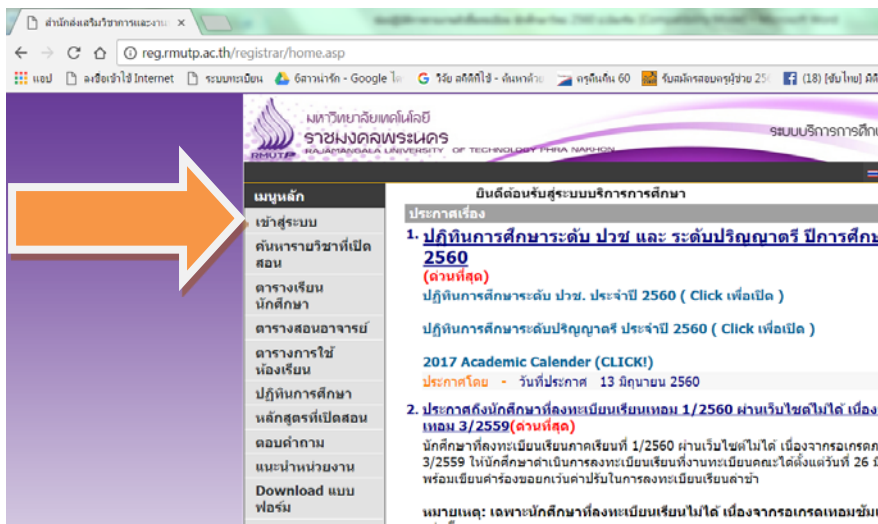 สำนักส่งเสริมวิชาการและงาน
reg.rmutp.ac.th/registrar/home.asp
แอป
ลงชื่อเข้าใช้ Internet
ระบบทะเบียน
6สาวน่ารัก - Google
วิจัย สถิติที่ใช้ - ค้นหาด้วย
ครูคืนถิ่น 60
รับสมัครสอบครูผู้ช่วย 25
(18) [ซับไทย]
มหาวิทยาลัยเทคโนโลยี
ราชมงคลพระนคร
RMUTP RAJAMANGALA UNIVERSITY OF TECHNOLOGY PHRA NAKHON
ระบบบริการการศึก
เมนูหลัก
เข้าสู่ระบบ
ค้นหารายวิชาที่เปิด
สอน
ตารางเรียน
นักศึกษา
ตารางสอนอาจารย์
ตารางการใช้
ห้องเรียน
ปฏิทินการศึกษา
หลักสูตรที่เปิดสอน
ตอบคำถาม
แนะนำหน่วยงาน
Download แบบ
ฟอร์ม
ยินดีต้อนรับสู่ระบบบริการการศึกษา
ประกาศเรื่อง
1. ปฏิทินการศึกษาระดับ ปวช และ ระดับปริญญาตรี ปีการศึกษ
2560
(ด่วนที่สุด)
ปฏิทินการศึกษาระดับ ปวช. ประจำปี 2560 ( Click เพื่อเปิด )
ปฏิทินการศึกษาระดับปริญญาตรี ประจำปี 2560 ( Click เพื่อเปิด )
2017 Academic Calender (CLICK!)
ประกาศโดย - วันที่ประกาศ 13 มิถุนายน 2560
2. ประกาศถึงนักศึกษาที่ลงทะเบียนเรียนเทอม 1/2560 ผ่านเว็บไซต์ไม่ได้ เนื่อง
เทอม 3/2559(ด่วนที่สุด)
นักศึกษาที่ลงทะเบียนเรียนภาคเรียนที่ 1/2560 ผ่านเว็บไซต์ไม่ได้ เนื่องจากรอเกรดภ
3/2559 ให้นักศึกษาดำเนินการลงทะเบียนเรียนที่งานทะเบียนคณะได้ตั้งแต่วันที่ 26 มิ
พร้อมเขียนคำร้องขอยกเว้นค่าปรับในการลงทะเบียนเรียนล่าช้า
หมายเหตุ: เฉพาะนักศึกษาที่ลงทะเบียนเรียนไม่ได้ เนื่องจากรอเกรดเทอมซัมเ